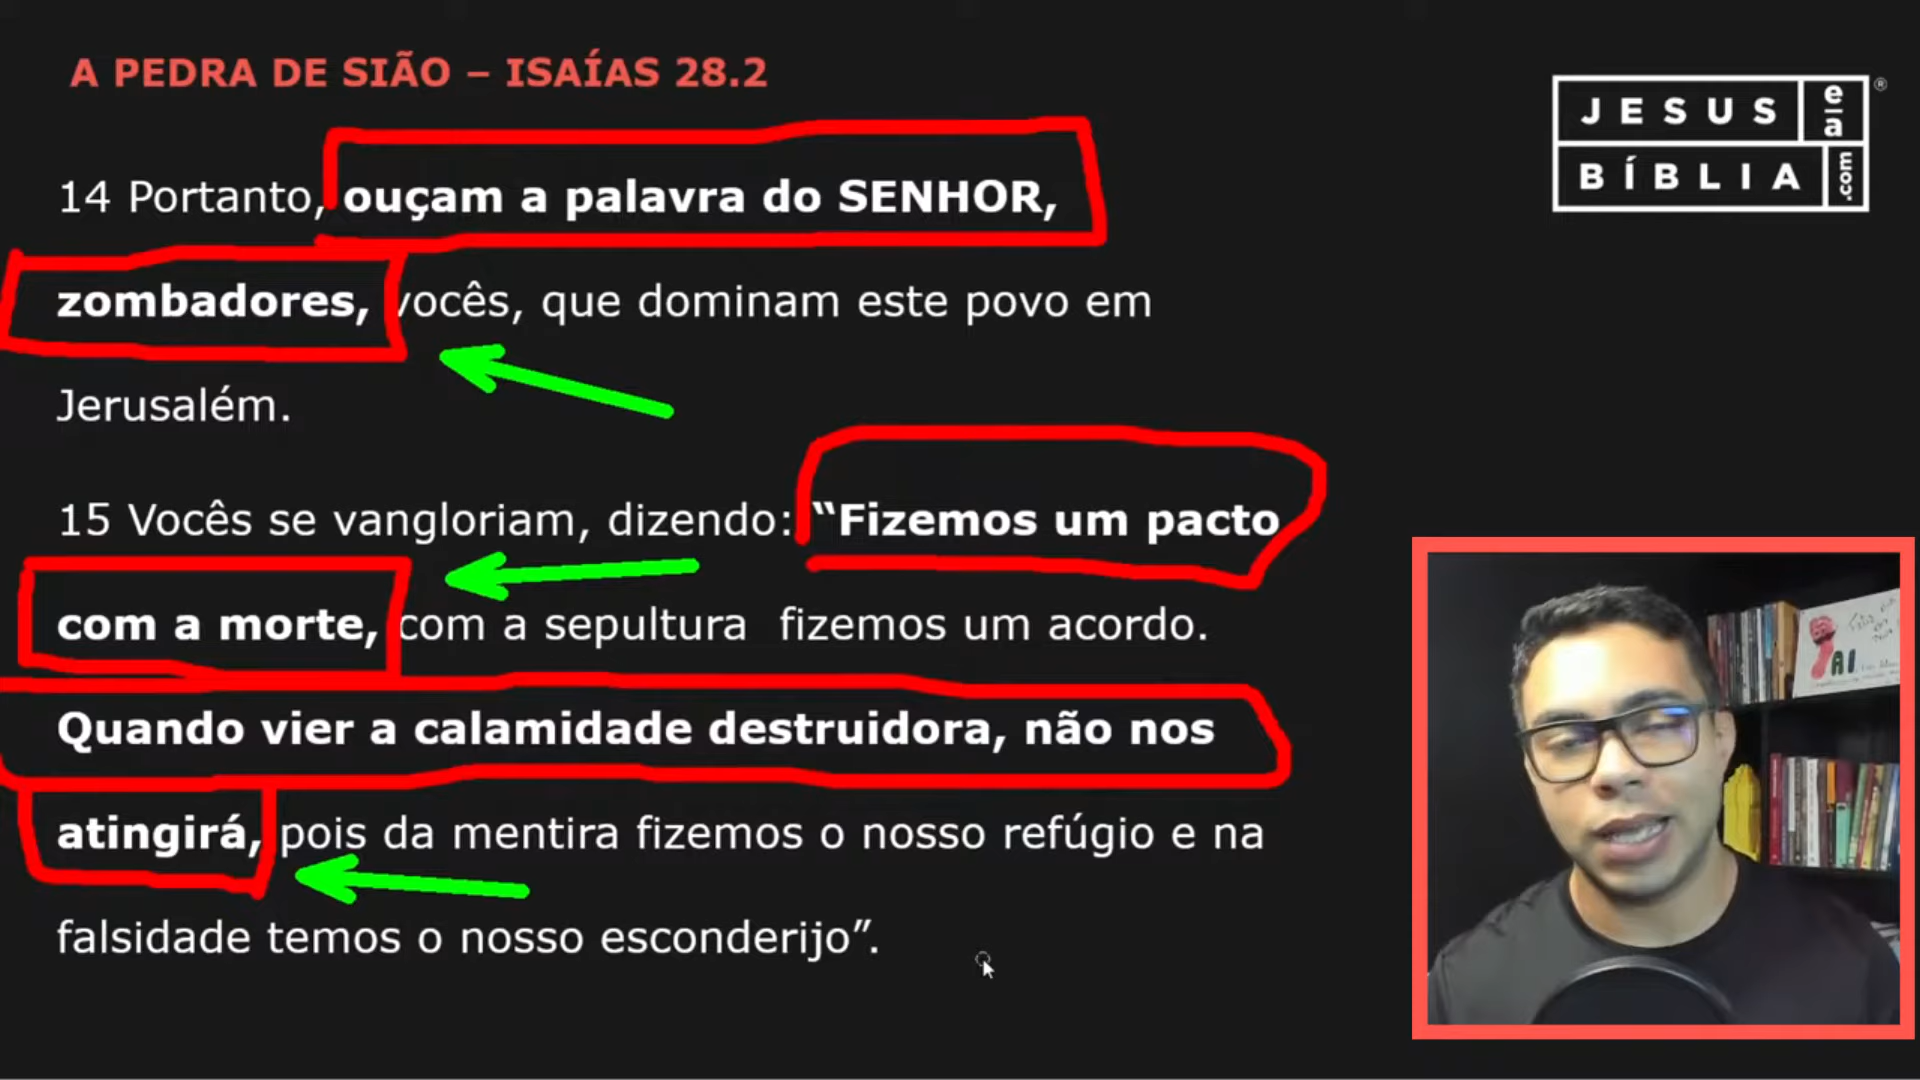 A PEDRA DE SIÃO – ISAÍAS 28.2
14 Portanto, ouçam a palavra do SENHOR,
zombadores, vocês, que dominam este povo em
Jerusalém.
15 Vocês se vangloriam, dizendo: “Fizemos um pacto
com a morte, com a sepultura fizemos um acordo.
Quando vier a calamidade destruidora, não nos
atingirá, pois da mentira fizemos o nosso refúgio e na
falsidade temos o nosso esconderijo”.
JESUS e a ®
BÍBLIA .com